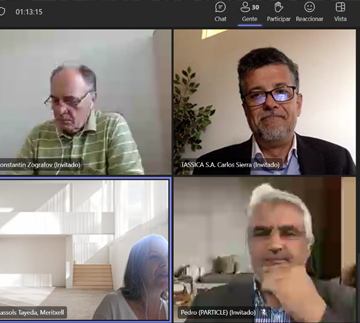 01:13:15
Chat
30
Gente
Participar
Reaccionar
Vista
onstantin Zografov (Invitado)
TASSICA S.A. Carlos Sierra (Invitado)
assols Tayeda, Meritxell
Pedro (PARTICLE) (Invitado)